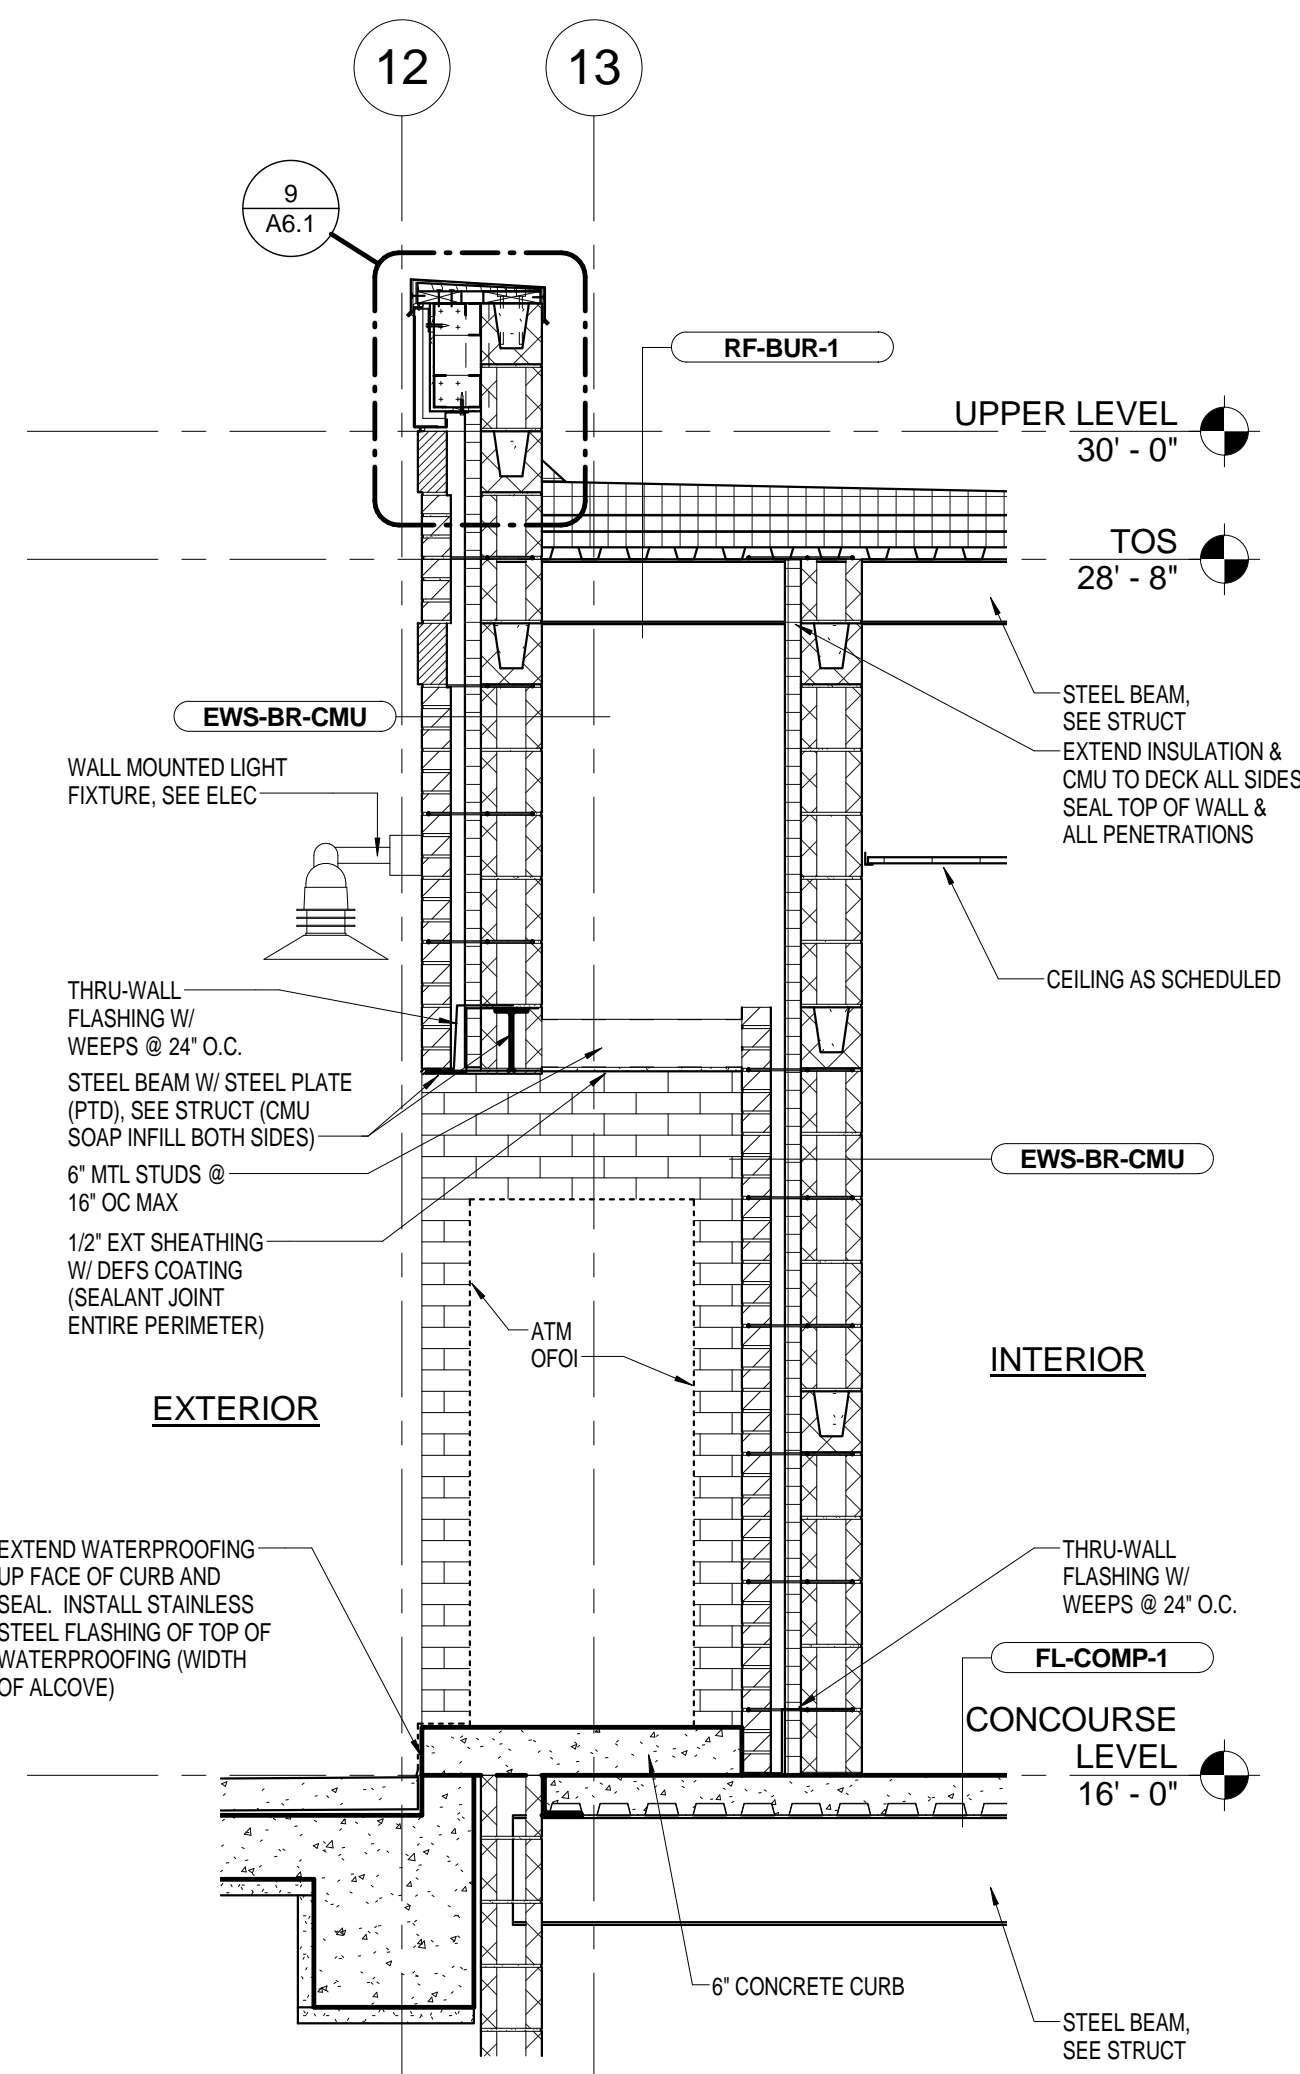 12
13
9
A6.1
RF-BUR-1
UPPER LEVEL
30' - 0"
TOS
28' - 8"
STEEL BEAM,
SEE STRUCT
EXTEND INSULATION &
CMU TO DECK ALL SIDES
SEAL TOP OF WALL &
ALL PENETRATIONS
EWS-BR-CMU
WALL MOUNTED LIGHT
FIXTURE, SEE ELEC
CEILING AS SCHEDULED
THRU-WALL
FLASHING W/
WEEPS @ 24" O.C.
STEEL BEAM W/ STEEL PLATE
(PTD), SEE STRUCT (CMU
SOAP INFILL BOTH SIDES)
6" MTL STUDS @
16" OC MAX
1/2" EXT SHEATHING
W/ DEFS COATING
(SEALANT JOINT
ENTIRE PERIMETER)
EWS-BR-CMU
ATM
OFOI
INTERIOR
EXTERIOR
EXTEND WATERPROOFING
UP FACE OF CURB AND
SEAL. INSTALL STAINLESS
STEEL FLASHING OF TOP OF
WATERPROOFING (WIDTH
OF ALCOVE)
THRU-WALL
FLASHING W/
WEEPS @ 24" O.C.
FL-COMP-1
CONCOURSE
LEVEL
16' - 0"
6" CONCRETE CURB
STEEL BEAM,
SEE STRUCT